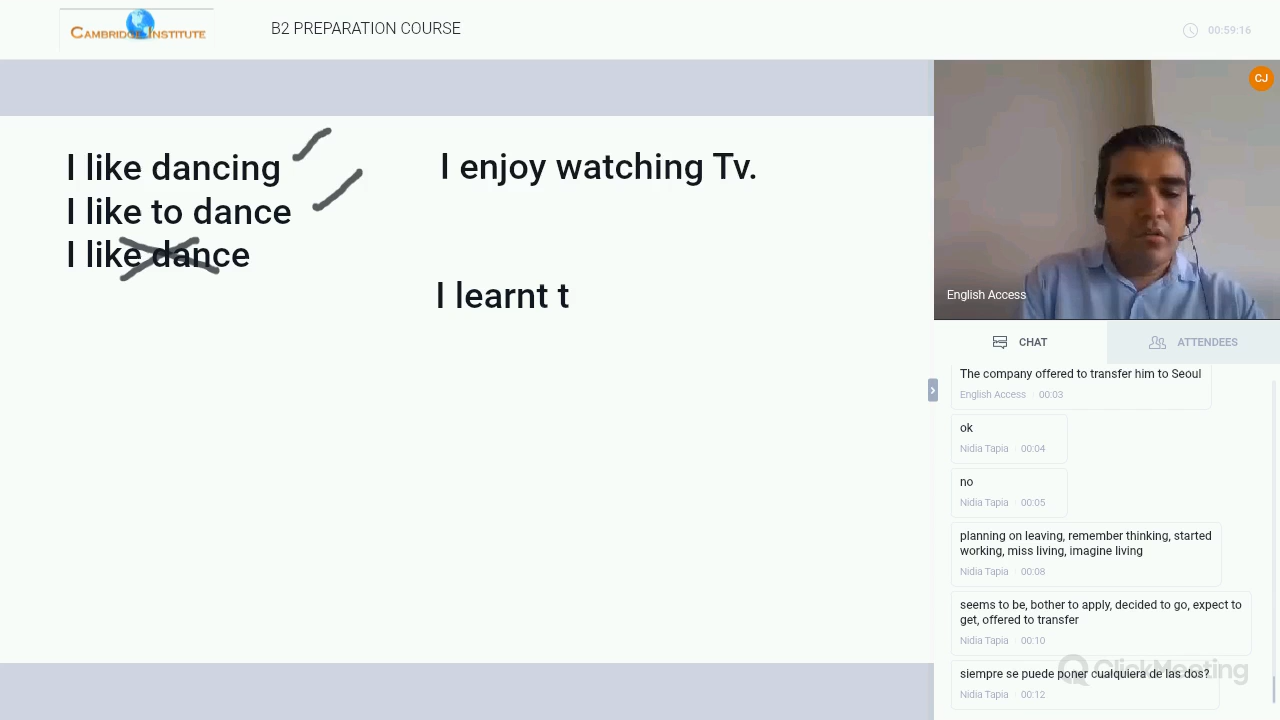 CAMBRIDGE INSTITUTE
B2 PREPARATION COURSE
00:59:16
I like dancing
I like to dance
I like dance
I enjoy watching Tv.
I learnt t
CJ
English Access
CHAT
ATTENDEES
The company offered to transfer him to Seoul
English Access 00:03
ok
Nidia Tapia 00:04
no
Nidia Tapia 00:05
planning on leaving, remember thinking, started
working, miss living, imagine living
Nidia Tapia 00:08
seems to be, bother to apply, decided to go, expect to
get, offered to transfer
Nidia Tapia 00:10
siempre se puede poner cualquiera de las dos?
Nidia Tapia 00:12
ClickMeeting